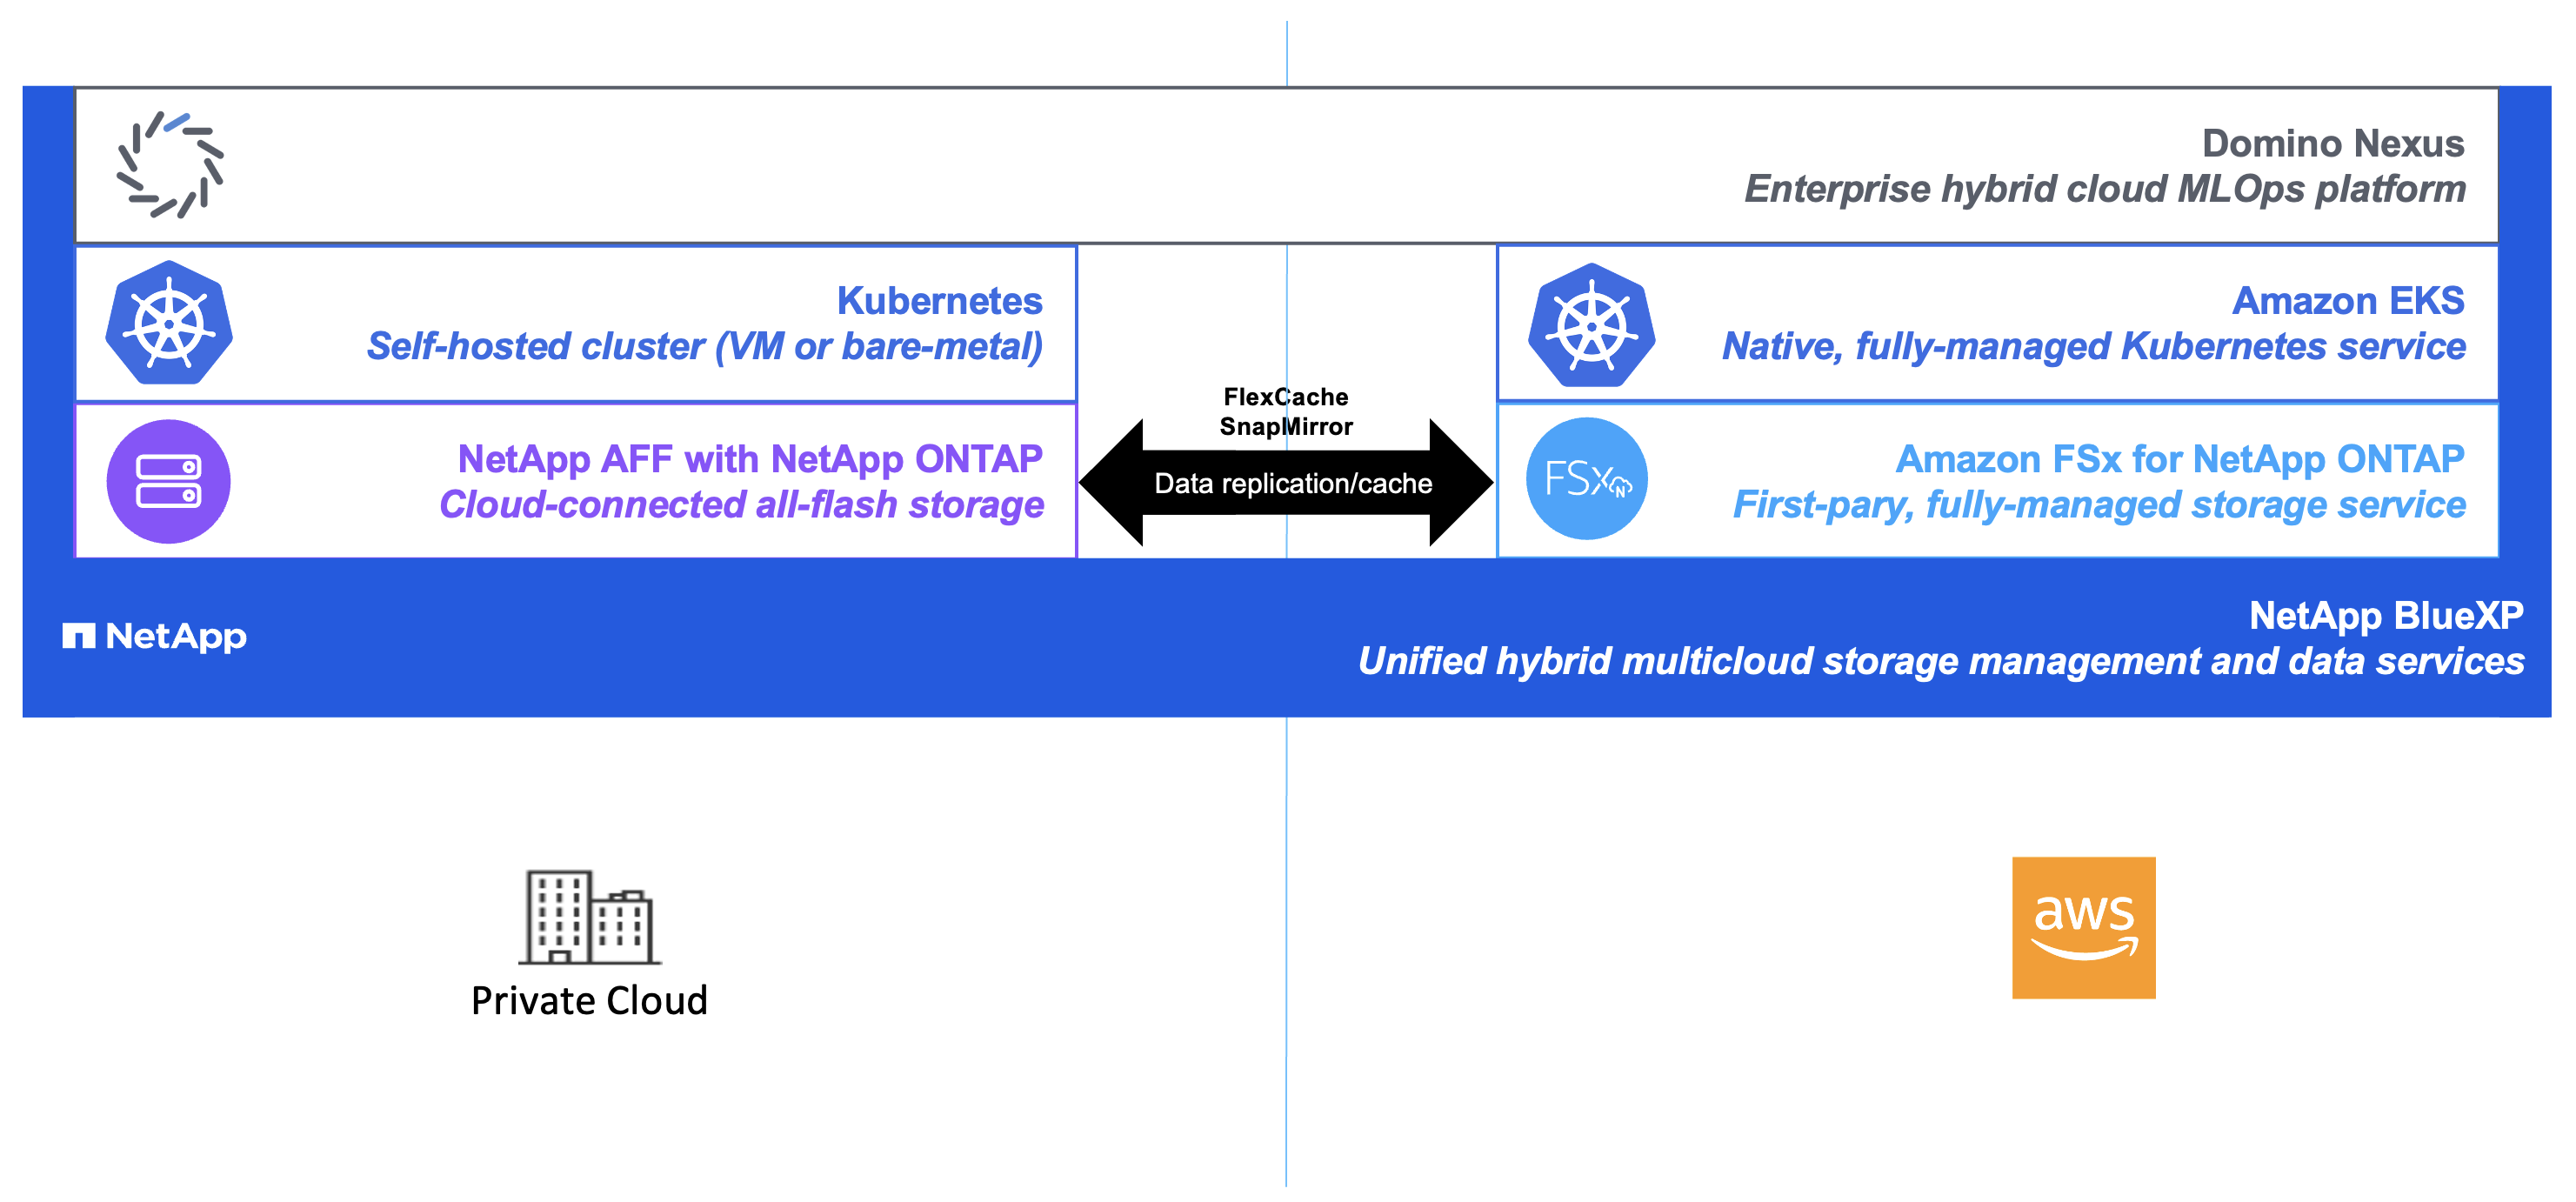 Domino Nexus
Enterprise hybrid cloud MLOps platform
Kubernetes
Self-hosted cluster (VM or bare-metal)
Amazon EKS
Native, fully-managed Kubernetes service
FlexCache
SnapMirror
Data replication/cache
NetApp AFF with NetApp ONTAP
Cloud-connected all-flash storage
FSxN
Amazon FSx for NetApp ONTAP
First-pary, fully-managed storage service
NetApp
NetApp BlueXP
Unified hybrid multicloud storage management and data services
Private Cloud
aws